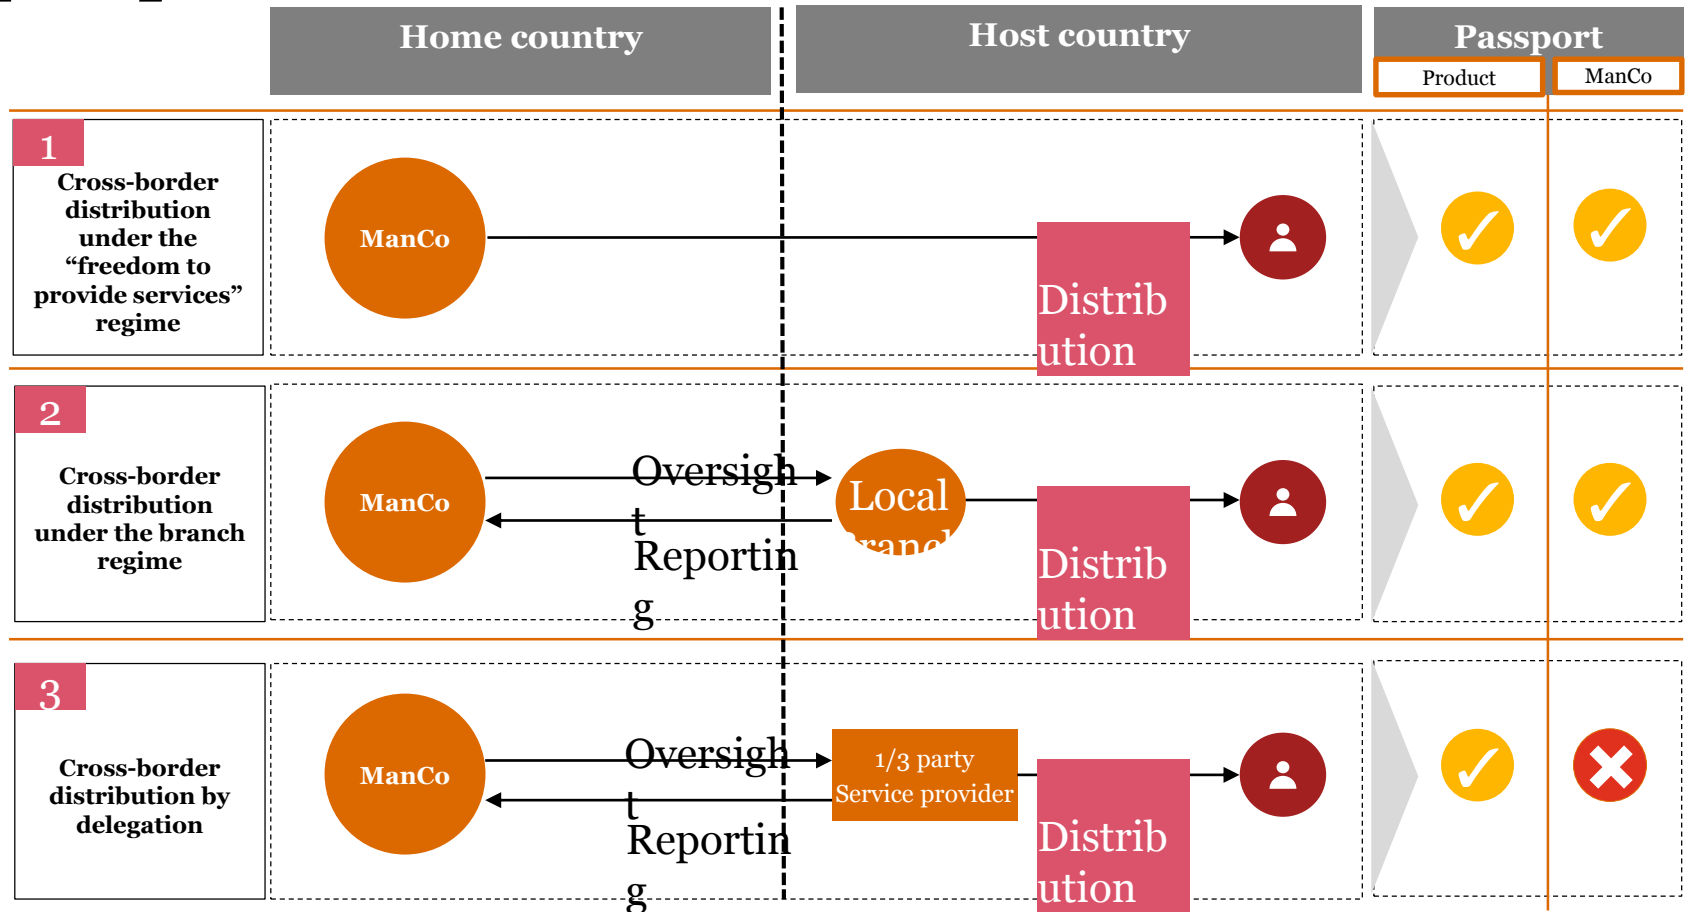 Home country
Host country
Passport
Product
ManCo
1
Cross-border
distribution
under the
“freedom to
provide services”
regime
ManCo
Distrib
ution
2
Cross-border
distribution
under the branch
regime
ManCo
Oversigh
t
Reportin
g
Local
Branch
Distrib
ution
3
Cross-border
distribution by
delegation
ManCo
Oversigh
t
Reportin
g
1/3 party
Service provider
Distrib
ution